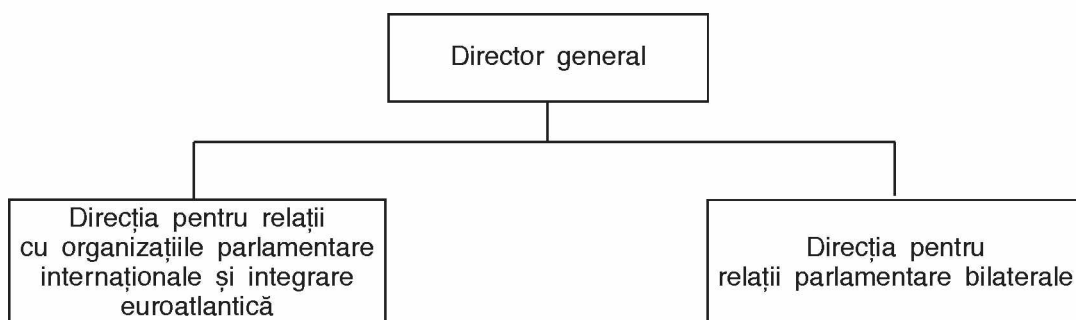 Director general
Direcția pentru relații
cu organizațiile parlamentare
internaționale și integrare
euroatlantică
Direcția pentru
relații parlamentare bilaterale